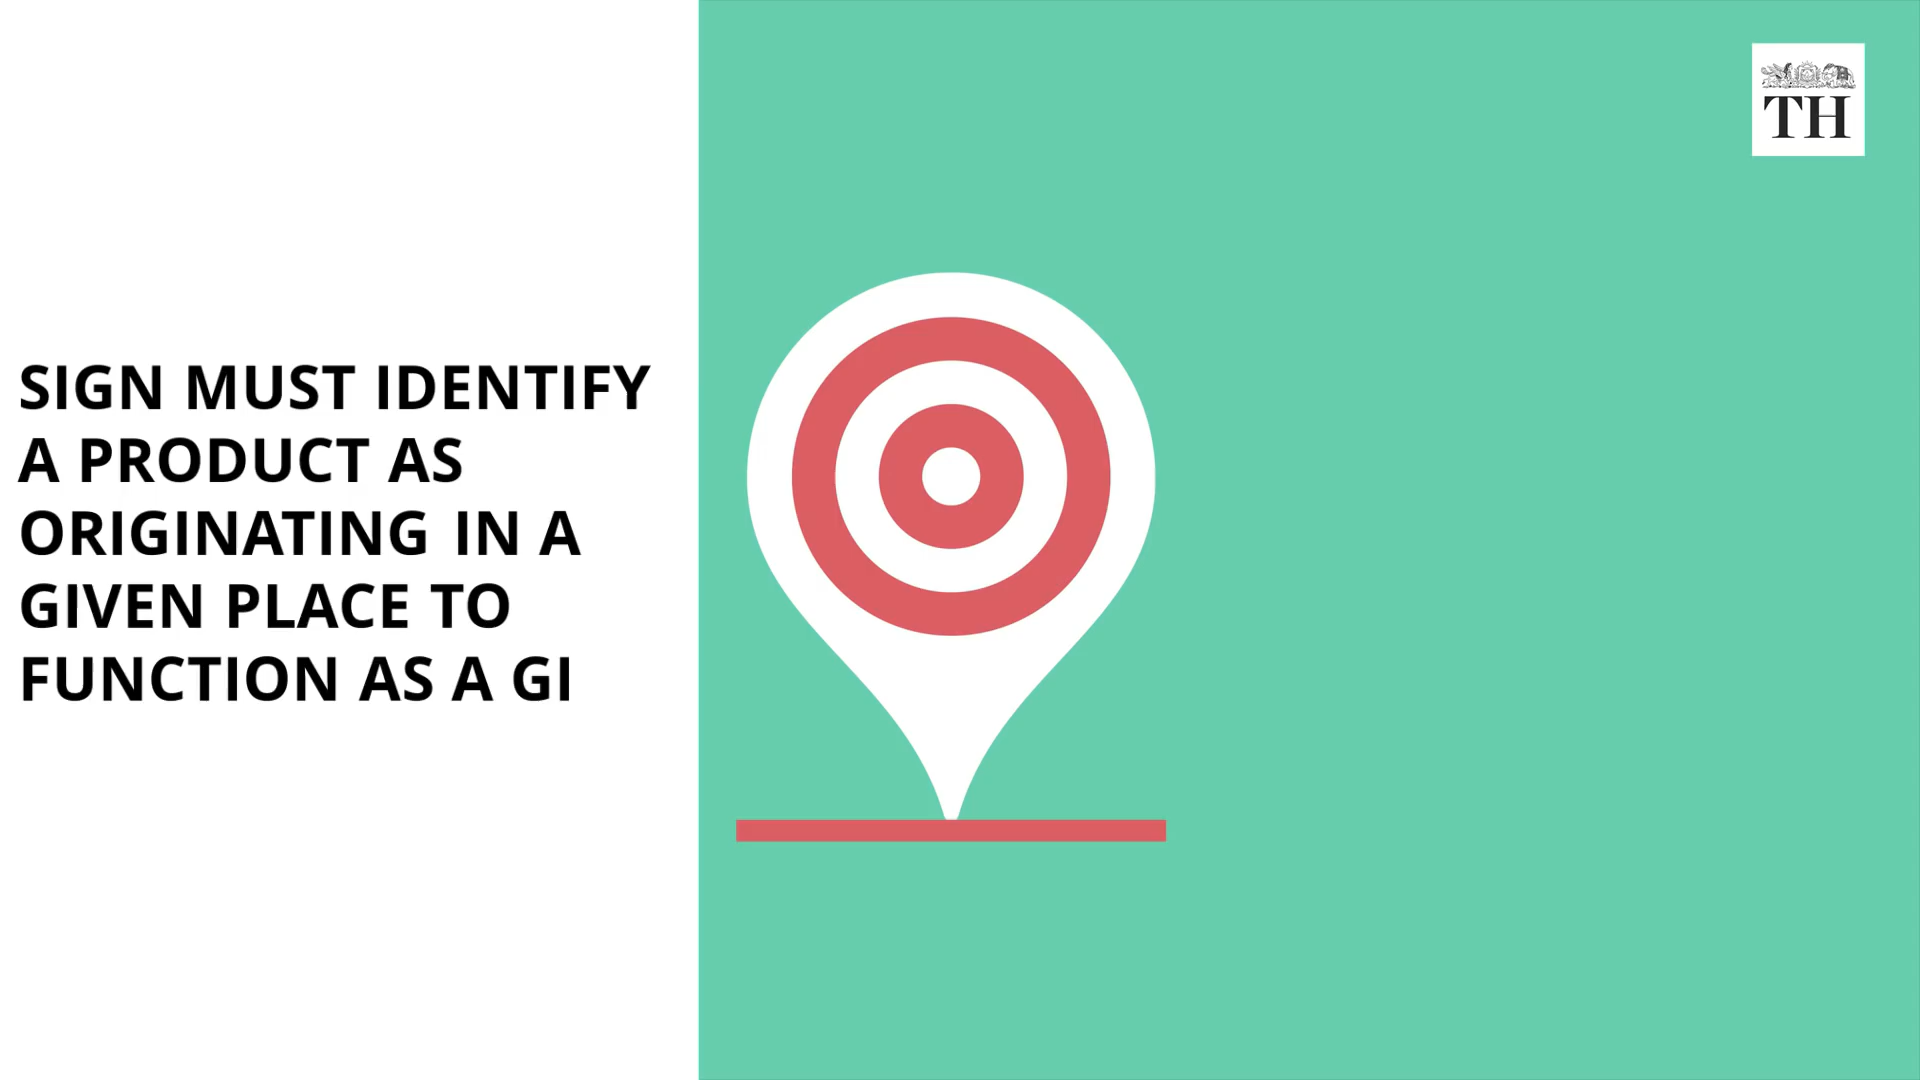 SIGN MUST IDENTIFY
A PRODUCT AS
ORIGINATING IN A
GIVEN PLACE TO
FUNCTION AS A GI
TH